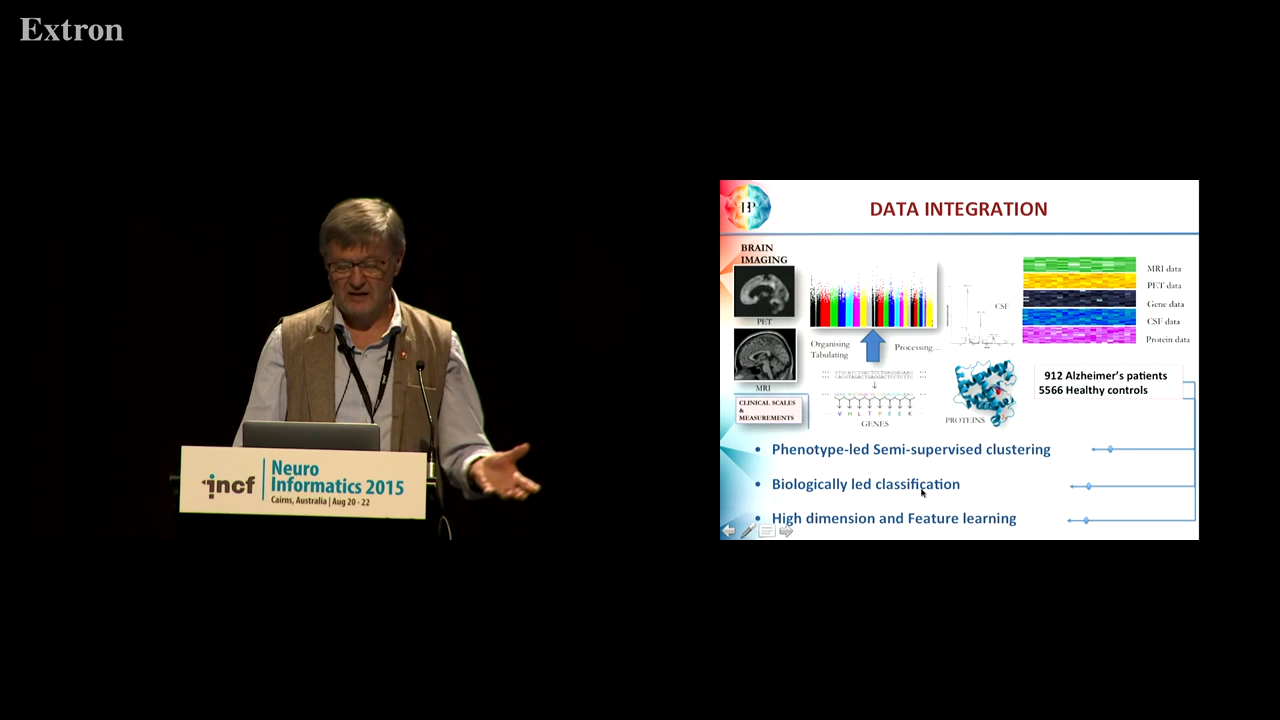 Extron
incf
Neuro
Informatics 2015
Cairns, Australia | Aug 20 - 22
DATA INTEGRATION
BRAIN
IMAGING
PET
MRI
CLINICAL SCALES
&
MEASUREMENTS
Organising
Tabulating
Processing...
V H L T P E E K
GENES
CSF
PROTEINS
MRI data
PET data
Gene data
CSF data
Protein data
912 Alzheimer's patients
5566 Healthy controls
• Phenotype-led Semi-supervised clustering
• Biologically led classification
• High dimension and Feature learning